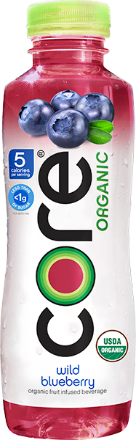 5
calories
per serving
<1g
core®
ORGANIC
USDA
ORGANIC
wild
blueberry
organic fruit infused beverage